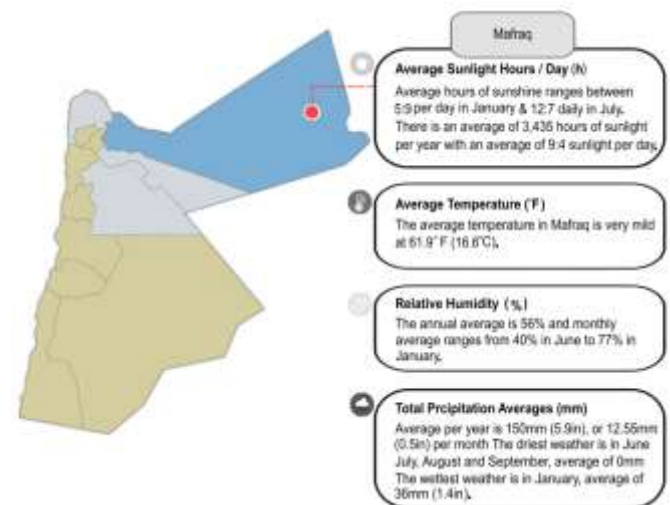 Mafraq
Average Sunlight Hours / Day (h)
Average hours of sunshine ranges between
5:9 per day in January & 12:7 daily in July.
There is an average of 3,436 hours of sunlight
per year with an average of 9:4 sunlight per day.
Average Temperature (°F)
The average temperature in Mafraq is very mild
at 61.9° F (16.6°C).
Relative Humidity (%)
The annual average is 56% and monthly
average ranges from 40% in June to 77% in
January.
Total Prcipitation Averages (mm)
Average per year is 150mm (5.9in), or 12.55mm
(0.5in) per month The driest weather is in June
July, August and September, average of 0mm
The wettest weather is in January, average of
36mm (1.4in).